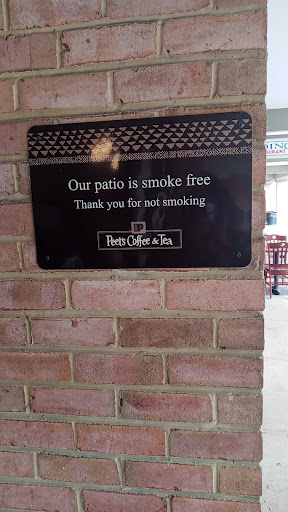 Our patio is smoke free
Thank you for not smoking
P
Peet's Coffee & Tea